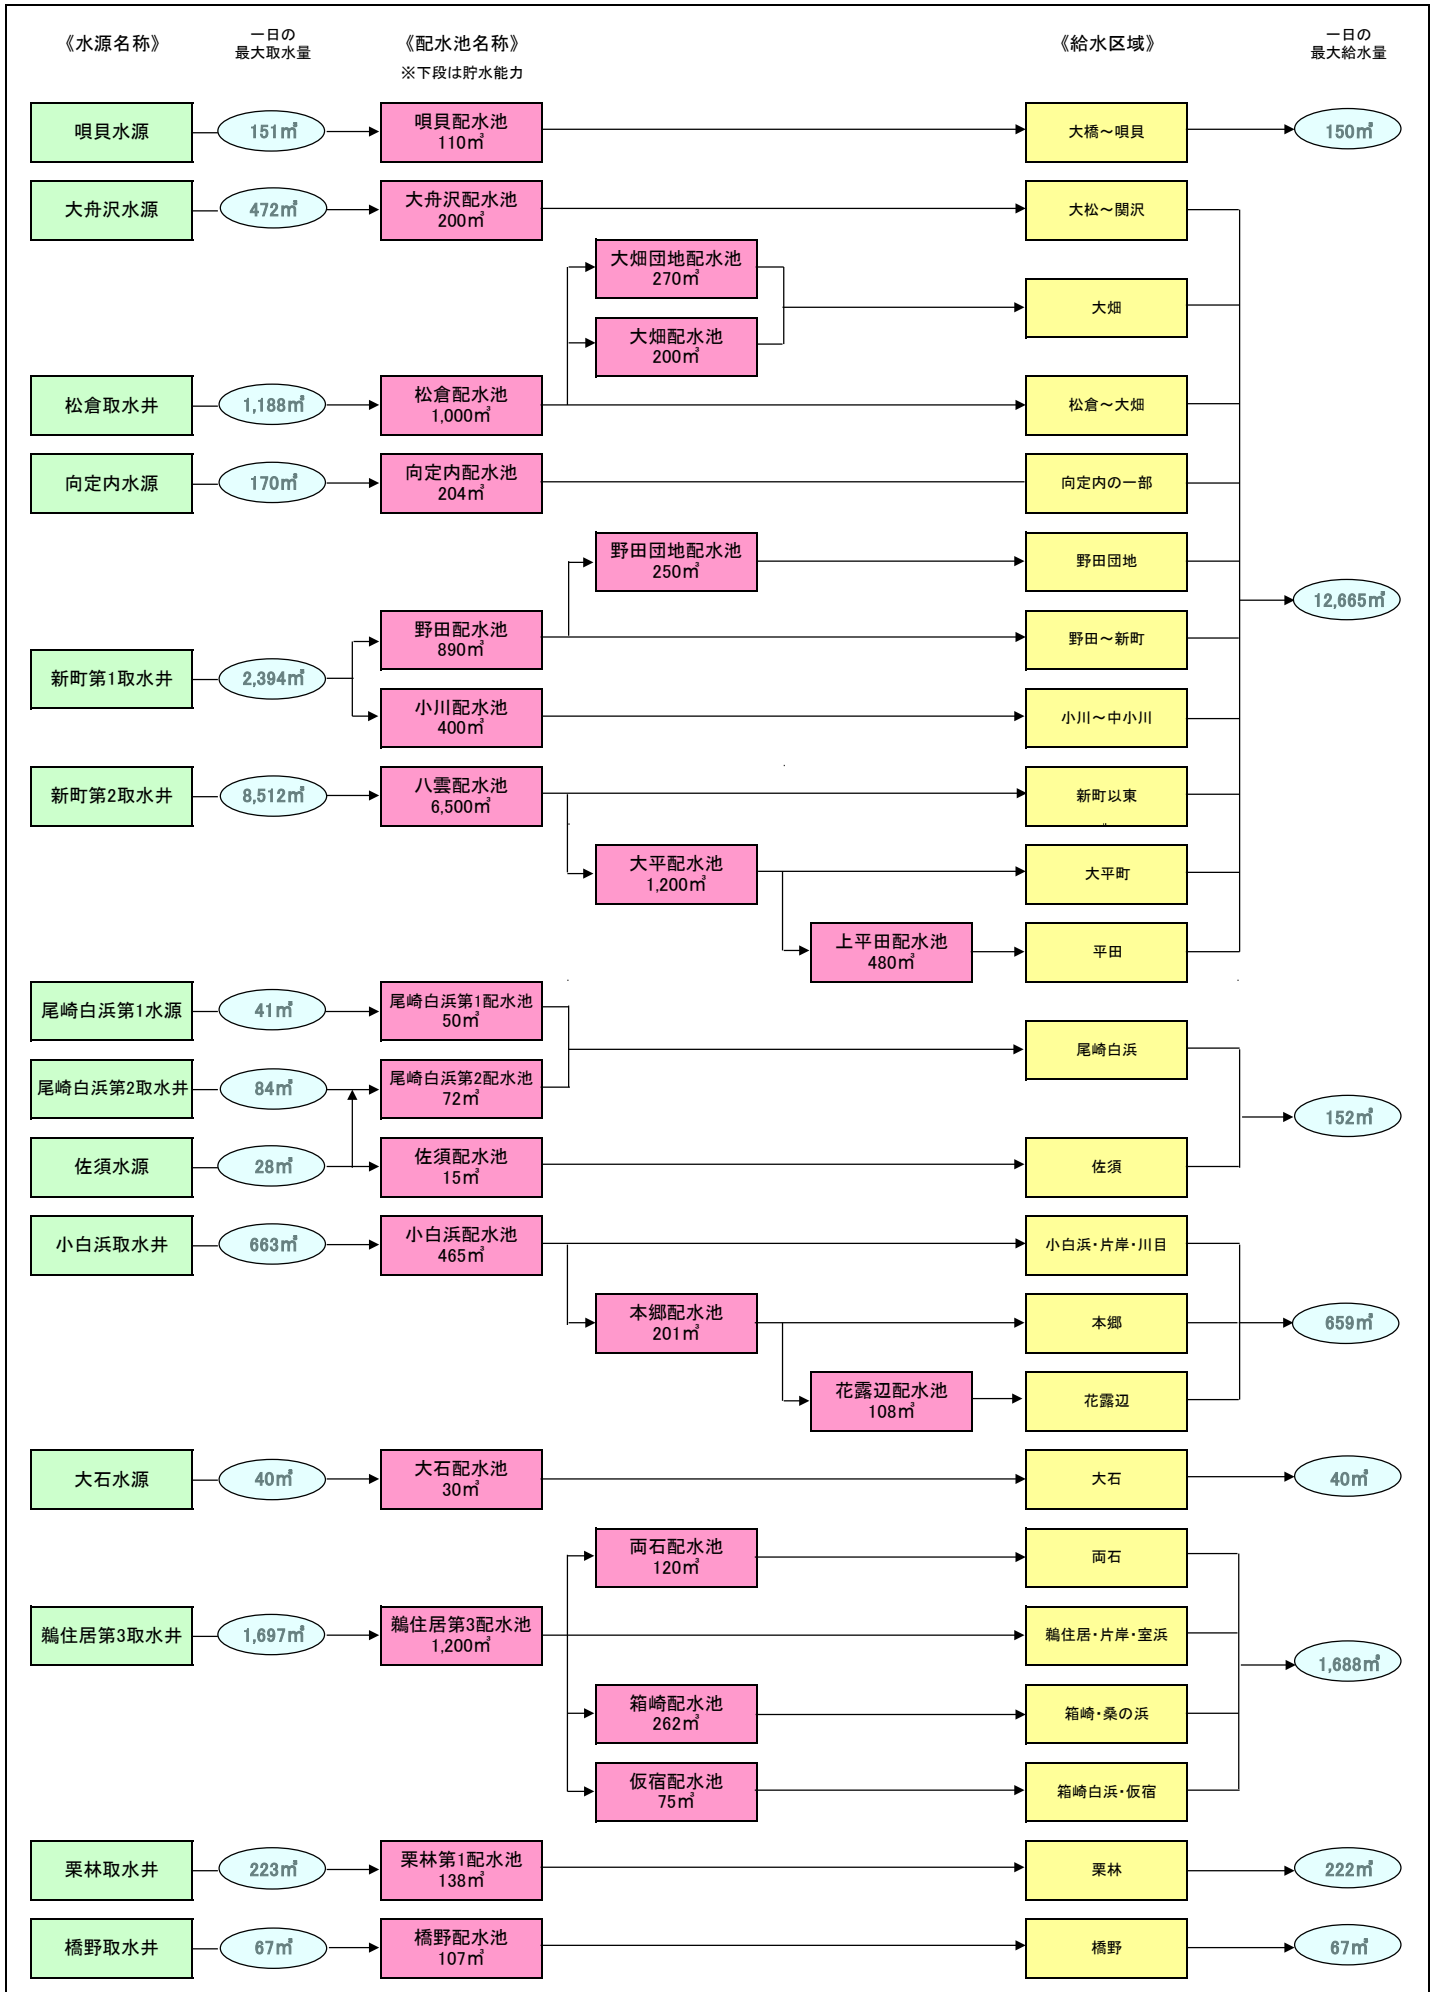 《水源名称》
一日の
最大取水量
《配水池名称》
※下段は貯水能力
《給水区域》
一日の
最大給水量
唄貝水源
151㎥
唄貝配水池
110㎥
大橋～唄貝
150㎥
大舟沢水源
472㎥
大舟沢配水池
200㎥
大松～関沢
大畑団地配水池
270㎥
大畑
大畑配水池
200㎥
松倉取水井
1,188㎥
松倉配水池
1,000㎥
松倉～大畑
向定内水源
170㎥
向定内配水池
204㎥
向定内の一部
野田団地配水池
250㎥
野田団地
12,665㎥
野田配水池
890㎥
野田～新町
新町第1取水井
2,394㎥
小川配水池
400㎥
小川～中小川
新町第2取水井
8,512㎥
八雲配水池
6,500㎥
新町以東
大平配水池
1,200㎥
大平町
上平田配水池
480㎥
平田
尾崎白浜第1水源
41㎥
尾崎白浜第1配水池
50㎥
尾崎白浜
尾崎白浜第2取水井
84㎥
尾崎白浜第2配水池
72㎥
152㎥
佐須水源
28㎥
佐須配水池
15㎥
佐須
小白浜取水井
663㎥
小白浜配水池
465㎥
小白浜・片岸・川目
本郷配水池
201㎥
本郷
659㎥
花露辺配水池
108㎥
花露辺
大石水源
40㎥
大石配水池
30㎥
大石
40㎥
両石配水池
120㎥
両石
鵜住居第3取水井
1,697㎥
鵜住居第3配水池
1,200㎥
鵜住居・片岸・室浜
1,688㎥
箱崎配水池
262㎥
箱崎・桑の浜
仮宿配水池
75㎥
箱崎白浜・仮宿
栗林取水井
223㎥
栗林第1配水池
138㎥
栗林
222㎥
橋野取水井
67㎥
橋野配水池
107㎥
橋野
67㎥